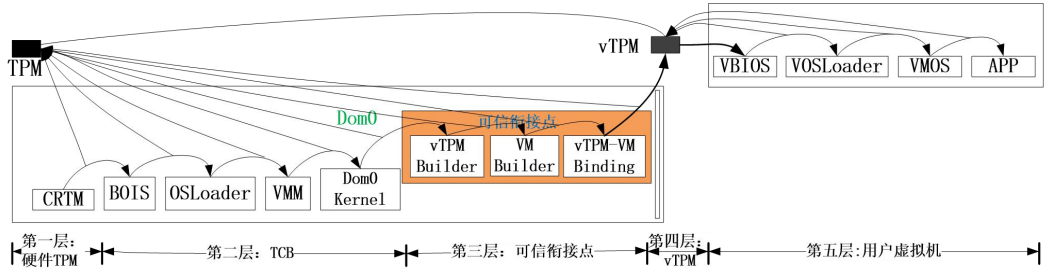 TPM
vTPM
VBIOS
VOSLoader
VMOS
APP
Dom0
可信衔接点
vTPM
Builder
VM
Builder
vTPM-VM
Binding
CRTM
BOIS
OSLoader
VMM
Dom0
Kernel
第一层:
硬件TPM
第二层: TCB
第三层: 可信衔接点
第四层:
vTPM
第五层:用户虚拟机